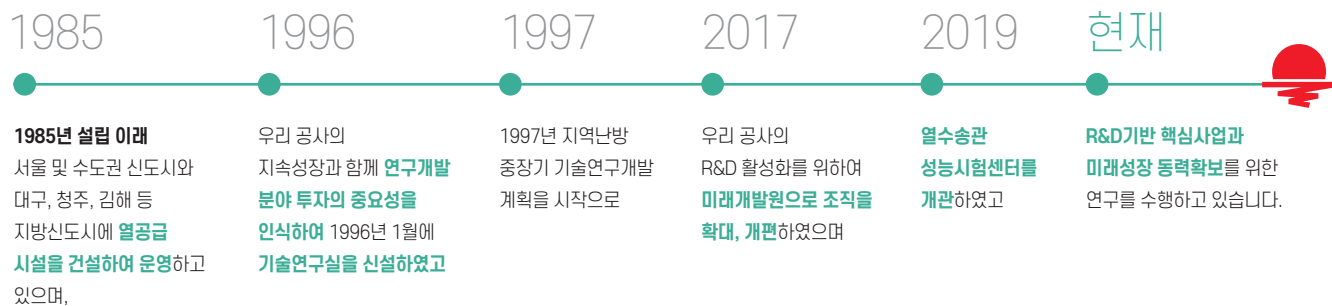 1985
1985년 설립 이래
서울 및 수도권 신도시와
대구, 청주, 김해 등
지방신도시에 열공급
시설을 건설하여 운영하고
있으며,
1996
우리 공사의
지속성장과 함께 연구개발
분야 투자의 중요성을
인식하여 1996년 1월에
기술연구실을 신설하였고
1997
1997년 지역난방
중장기 기술연구개발
계획을 시작으로
2017
우리 공사의
R&D 활성화를 위하여
미래개발원으로 조직을
확대, 개편하였으며
2019
열수송관
성능시험센터를
개관하였고
현재
R&D기반 핵심사업과
미래성장 동력확보를 위한
연구를 수행하고 있습니다.